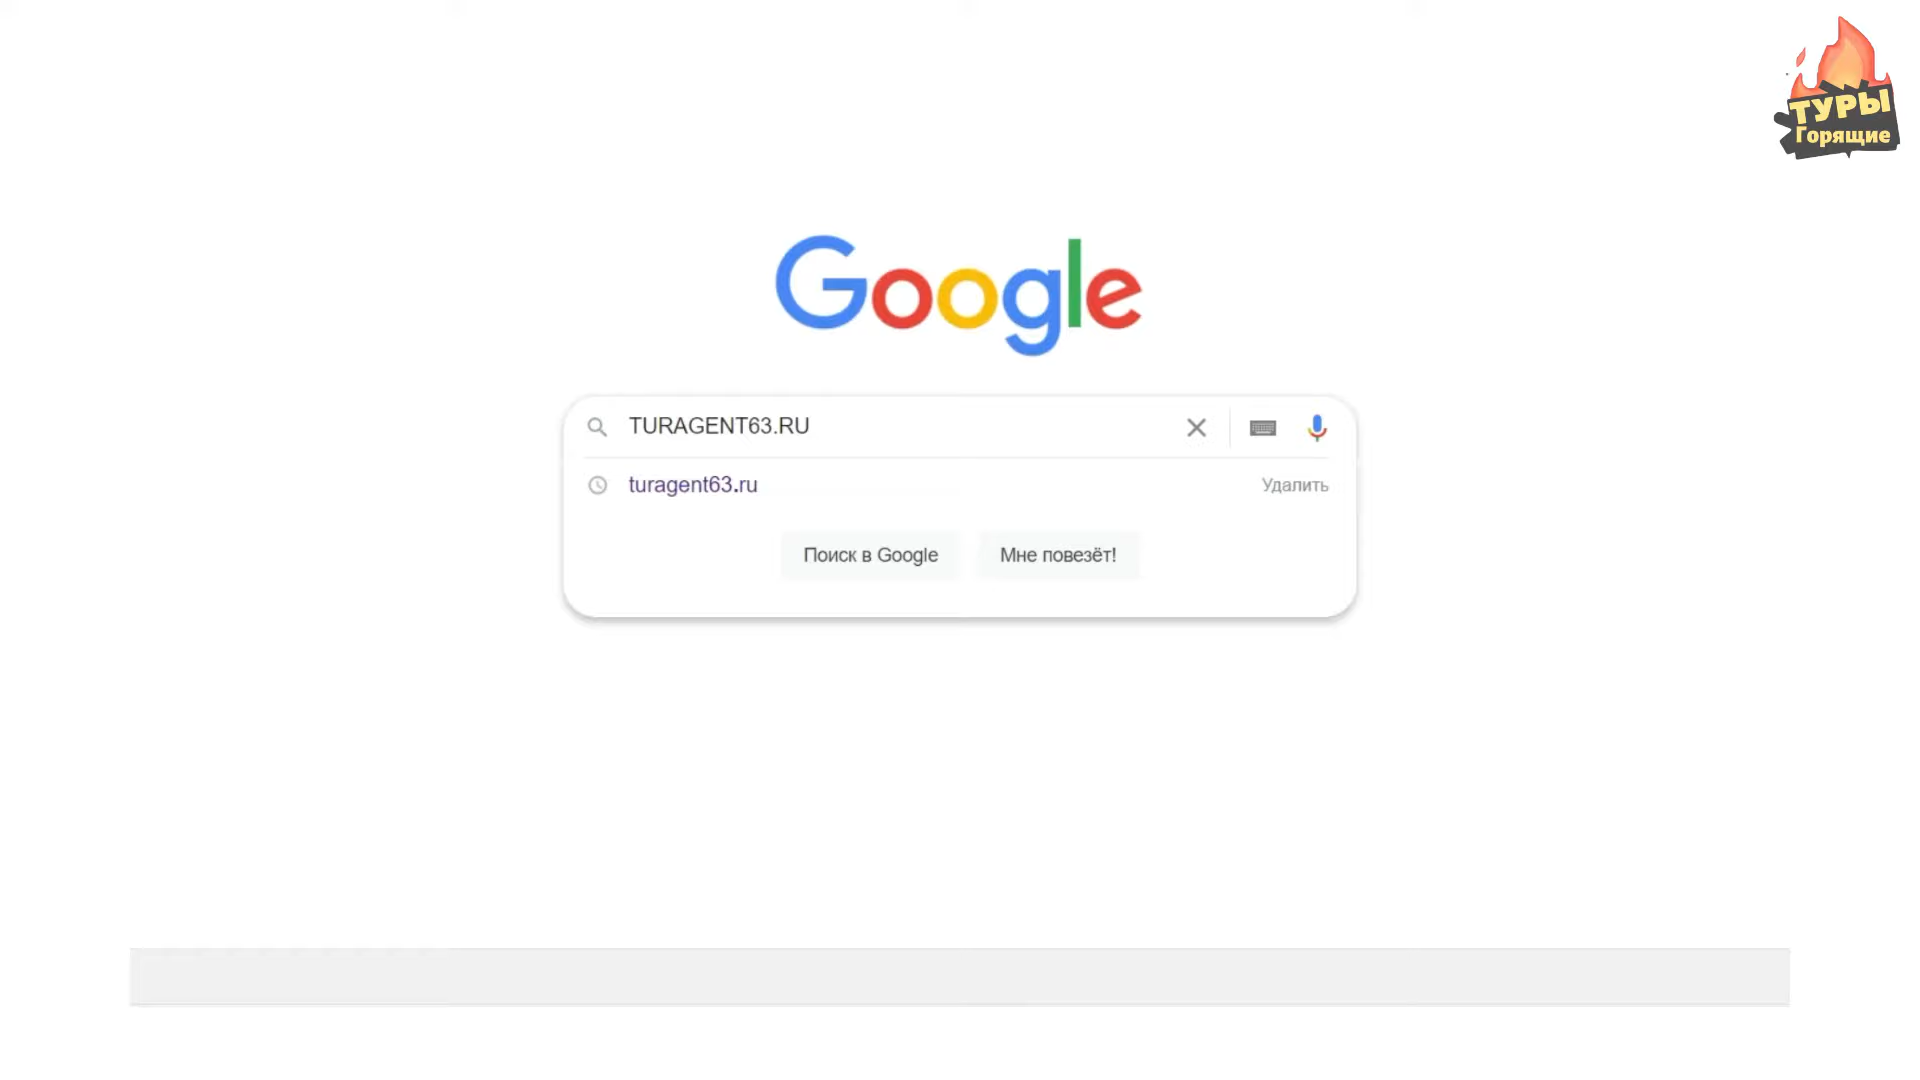 ТУРЫ
Горящие
Google
TURAGENT63.RU
turagent63.ru Удалить
Поиск в Google Мне повезёт!